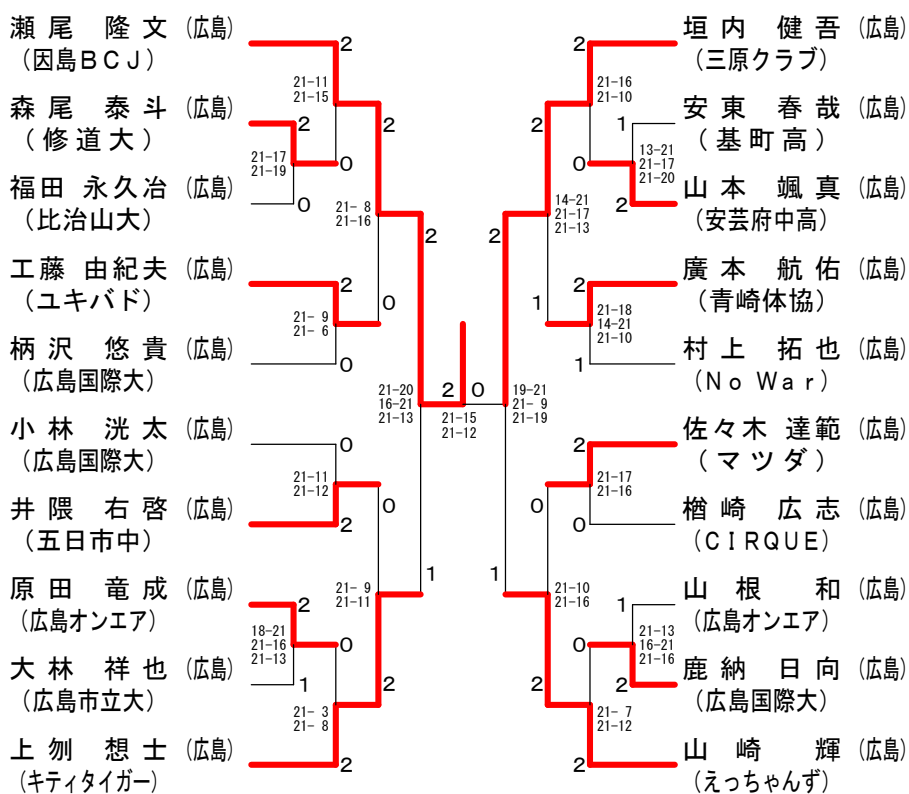 瀬尾 隆文 (広島)
(因島BCJ)
森尾 泰斗 (広島)
(修道大)
福田 永久冶 (広島)
(比治山大)
工藤 由紀夫 (広島)
(ユキバド)
柄沢 悠貴 (広島)
(広島国際大)
小林 洸太 (広島)
(広島国際大)
井隈 右啓 (広島)
(五日市中)
原田 竜成 (広島)
(広島オンエア)
大林 祥也 (広島)
(広島市立大)
上刎 想士 (広島)
(キティタイガー)
2
21-11
21-15
2
0
21-17
21-19
0
2
21- 8
21-16
2
0
21- 9
21- 6
0
2
21-20
16-21
21-13
0
21-11
21-12
2
0
21- 9
21-11
1
2
18-21
21-16
21-13
1
0
21- 3
21- 8
2
2
2 0
21-15
21-12
垣内 健吾 (広島)
(三原クラブ)
安東 春哉 (広島)
(基町高)
山本 颯真 (広島)
(安芸府中高)
廣本 航佑 (広島)
(青崎体協)
村上 拓也 (広島)
(No War)
佐々木 達範 (広島)
(マツダ)
楢崎 広志 (広島)
(CIRQUE)
山根 和 (広島)
(広島オンエア)
鹿納 日向 (広島)
(広島国際大)
山崎 輝 (広島)
(えっちゃんず)
2
21-16
21-10
2
1
13-21
21-17
21-20
0
2
14-21
21-17
21-13
2
2
21-18
14-21
21-10
1
1
19-21
21- 9
21-19
2
21-17
21-16
0
0
21-10
21-16
1
1
21-13
16-21
21-16
0
2
2
21- 7
21-12
2